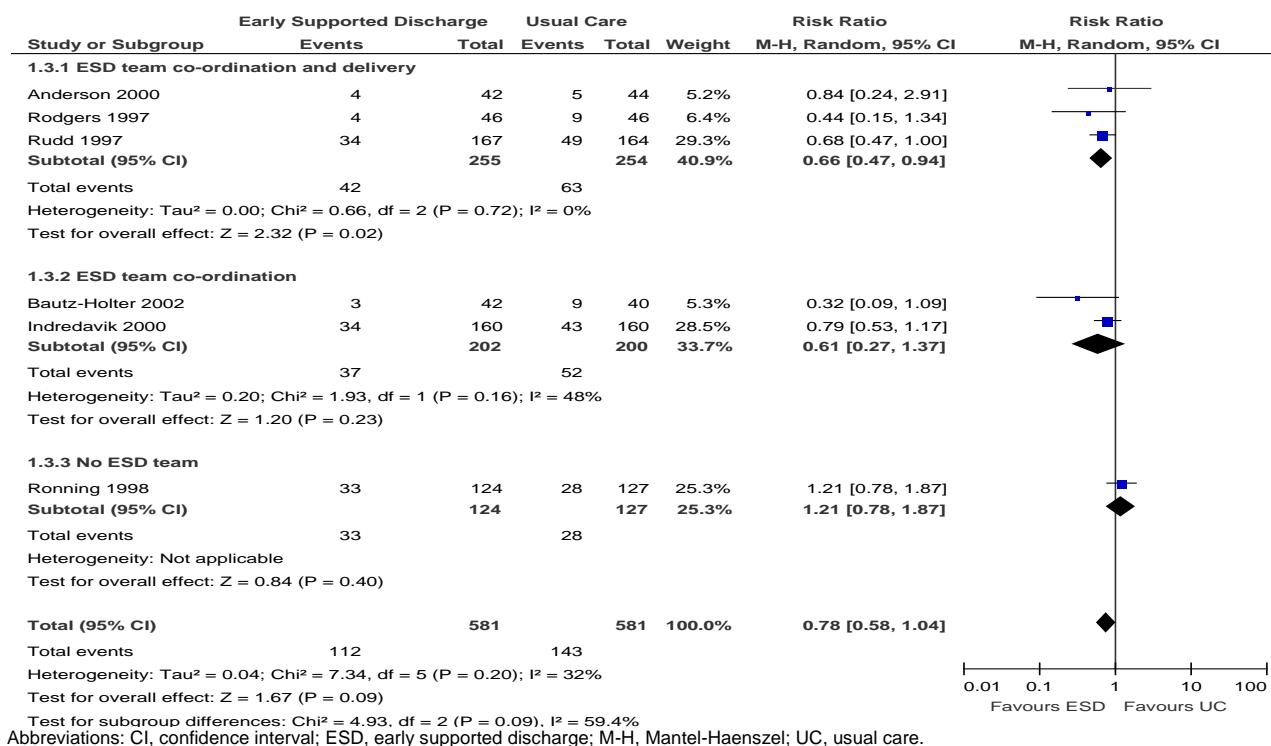 Early Supported Discharge Usual Care Risk Ratio Risk Ratio
Study or Subgroup Events Total Events Total Weight M-H, Random, 95% CI M-H, Random, 95% CI
1.3.1 ESD team co-ordination and delivery
Anderson 2000 4 42 5 44 5.2% 0.84 [0.24, 2.91]
Rodgers 1997 4 46 9 46 6.4% 0.44 [0.15, 1.34]
Rudd 1997 34 167 49 164 29.3% 0.68 [0.47, 1.00]
Subtotal (95% CI) 255 254 40.9% 0.66 [0.47, 0.94]
Total events 42 63
Heterogeneity: Tau² = 0.00; Chi² = 0.66, df = 2 (P = 0.72); I² = 0%
Test for overall effect: Z = 2.32 (P = 0.02)
1.3.2 ESD team co-ordination
Bautz-Holter 2002 3 42 9 40 5.3% 0.32 [0.09, 1.09]
Indredavik 2000 34 160 43 160 28.5% 0.79 [0.53, 1.17]
Subtotal (95% CI) 202 200 33.7% 0.61 [0.27, 1.37]
Total events 37 52
Heterogeneity: Tau² = 0.20; Chi² = 1.93, df = 1 (P = 0.16); I² = 48%
Test for overall effect: Z = 1.20 (P = 0.23)
1.3.3 No ESD team
Ronning 1998 33 124 28 127 25.3% 1.21 [0.78, 1.87]
Subtotal (95% CI) 124 127 25.3% 1.21 [0.78, 1.87]
Total events 33 28
Heterogeneity: Not applicable
Test for overall effect: Z = 0.84 (P = 0.40)
Total (95% CI) 581 581 100.0% 0.78 [0.58, 1.04]
Total events 112 143
Heterogeneity: Tau² = 0.04; Chi² = 7.34, df = 5 (P = 0.20); I² = 32%
Test for overall effect: Z = 1.67 (P = 0.09)
Test for subgroup differences: Chi² = 4.93, df = 2 (P = 0.09), I² = 59.4%
0.01 0.1 1 10 100
Favours ESD Favours UC
Abbreviations: CI, confidence interval; ESD, early supported discharge; M-H, Mantel-Haenszel; UC, usual care.